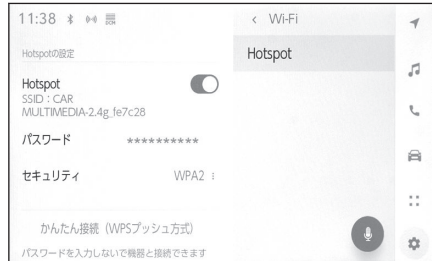 11:38
< Wi-Fi
Hotspotの設定
Hotspot
Hotspot
SSID：CAR
MULTIMEDIA-2.4g_fe7c28
パスワード **********
セキュリティ WPA2
かんたん接続（WPSプッシュ方式）
パスワードを入力しないで機器と接続できます